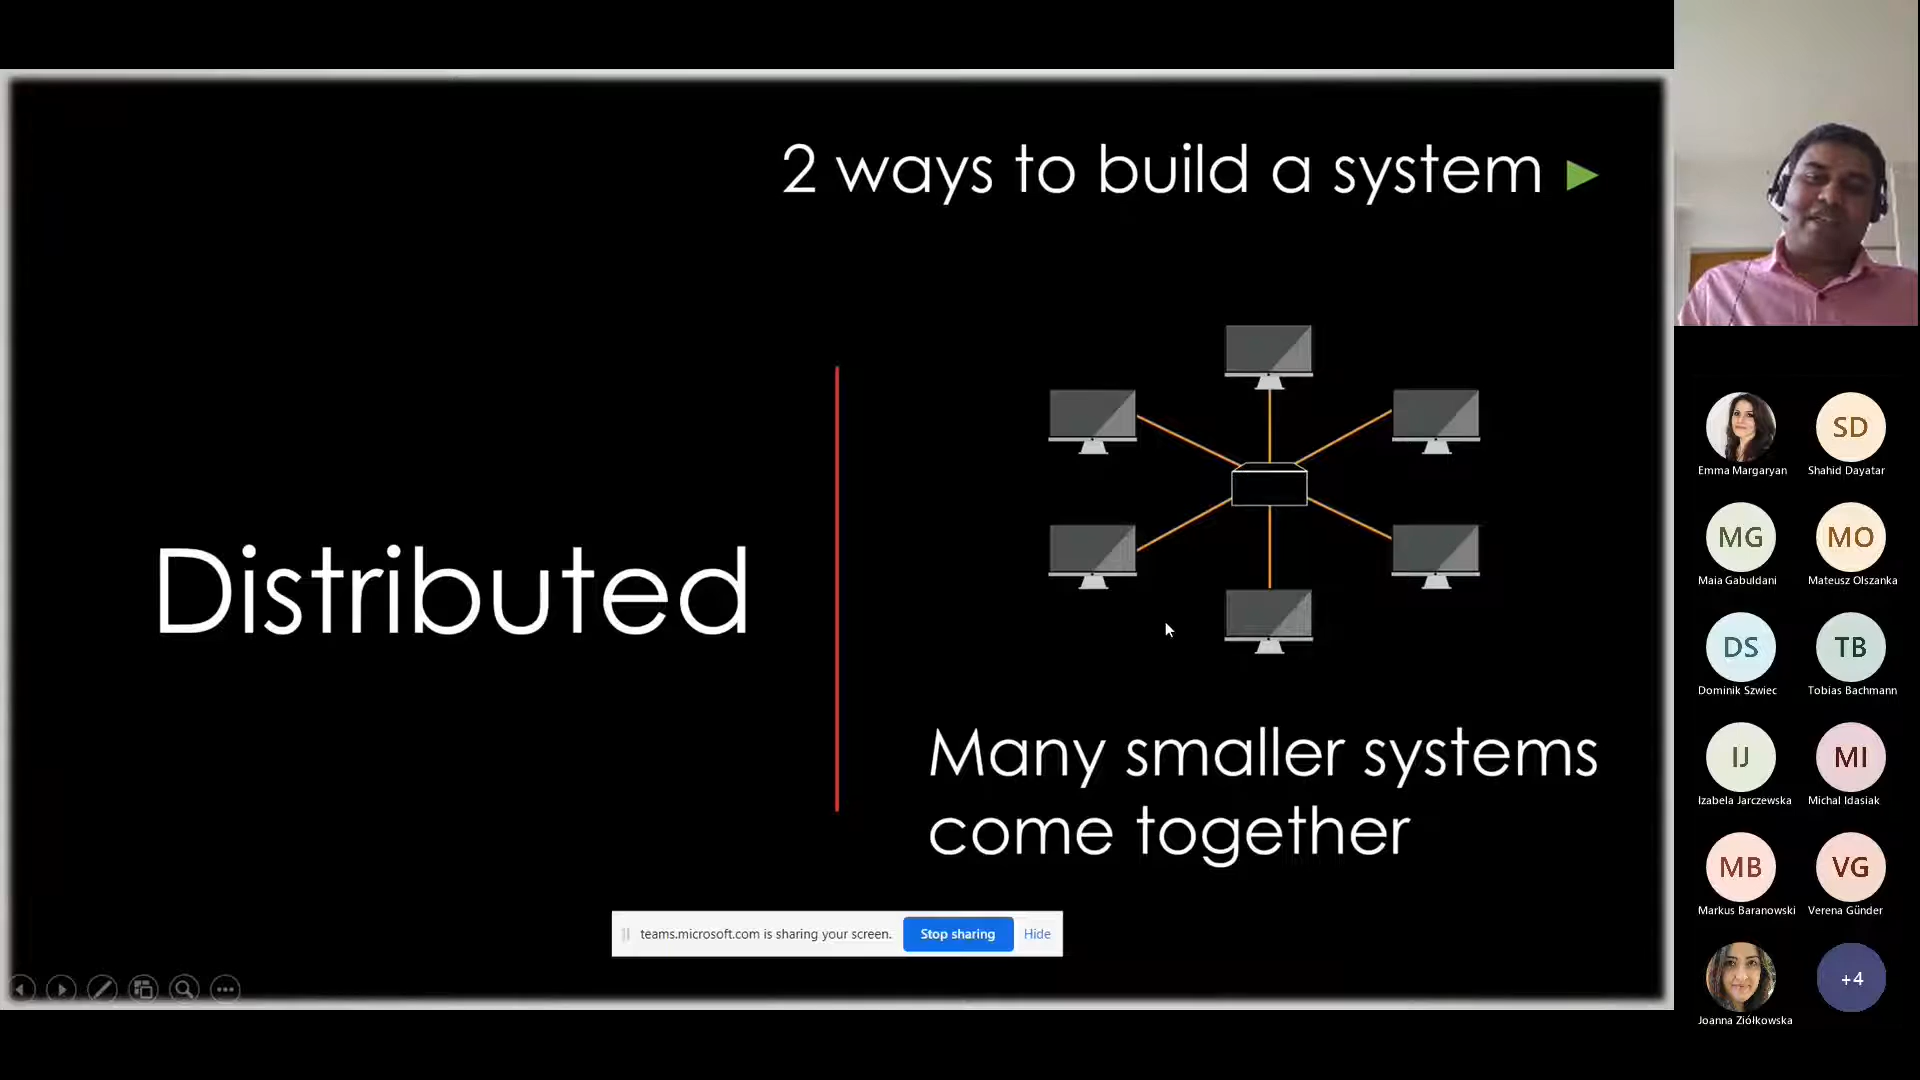 2 ways to build a system
Distributed
Many smaller systems
come together
teams.microsoft.com is sharing your screen.
Stop sharing
Hide
Emma Margaryan
SD
Shahid Dayatar
MG
Maia Gabuldani
MO
Mateusz Olszanka
DS
Dominik Szwiec
TB
Tobias Bachmann
IJ
Izabela Jarczewska
MI
Michal Idasiak
MB
Markus Baranowski
VG
Verena Günder
Joanna Ziółkowska
+4